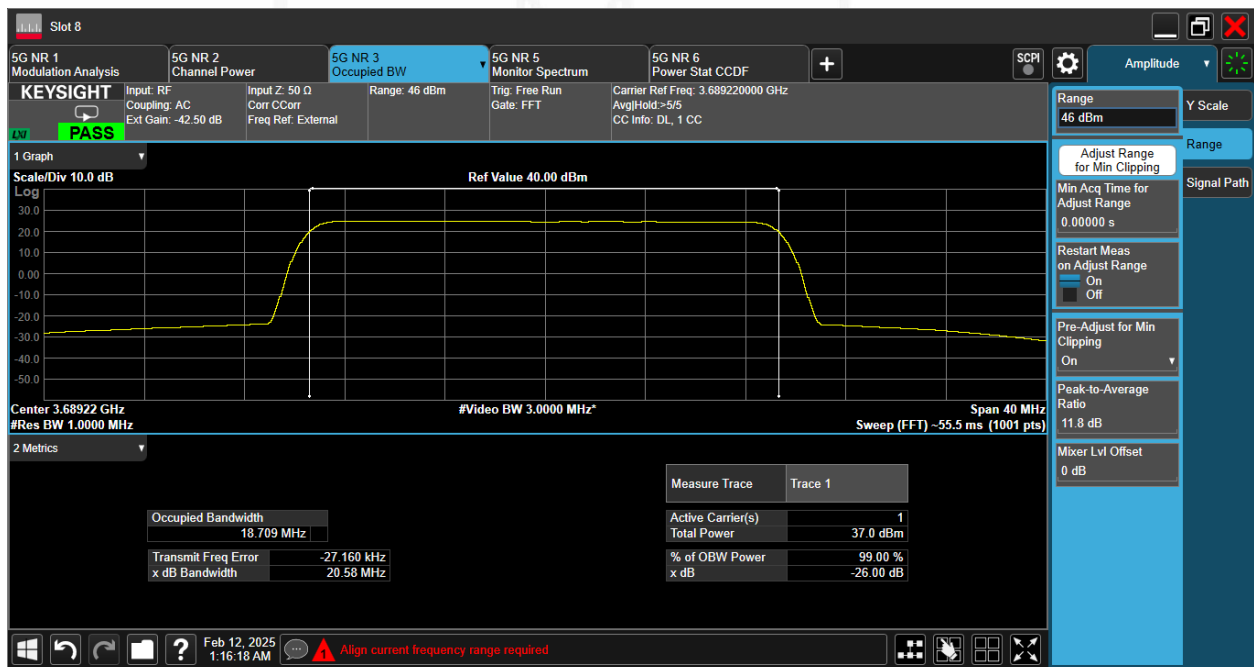 Slot 8
5G NR 1
Modulation Analysis
5G NR 2
Channel Power
5G NR 3
Occupied BW
5G NR 5
Monitor Spectrum
5G NR 6
Power Stat CCDF
SCPI
Amplitude
KEYSIGHT
LXI
PASS
Input: RF
Coupling: AC
Ext Gain: -42.50 dB
Input Z: 50 Ω
Corr CCorr
Freq Ref: External
Range: 46 dBm
Trig: Free Run
Gate: FFT
Carrier Ref Freq: 3.689220000 GHz
Avg|Hold:>5/5
CC Info: DL, 1 CC
1 Graph
Scale/Div 10.0 dB
Ref Value 40.00 dBm
Log
30.0
20.0
10.0
0.00
-10.0
-20.0
-30.0
-40.0
-50.0
Center 3.68922 GHz
#Video BW 3.0000 MHz*
Span 40 MHz
#Res BW 1.0000 MHz
Sweep (FFT) ~55.5 ms (1001 pts)
2 Metrics
Measure Trace Trace 1
Occupied Bandwidth
18.709 MHz
Active Carrier(s) 1
Total Power 37.0 dBm
Transmit Freq Error -27.160 kHz
x dB Bandwidth 20.58 MHz
% of OBW Power 99.00 %
x dB -26.00 dB
Range
46 dBm
Adjust Range
for Min Clipping
Min Acq Time for
Adjust Range
0.00000 s
Restart Meas
on Adjust Range
On
Off
Pre-Adjust for Min
Clipping
On
Peak-to-Average
Ratio
11.8 dB
Mixer Lvl Offset
0 dB
Y Scale
Range
Signal Path
?
Feb 12, 2025
1:16:18 AM
1
Align current frequency range required